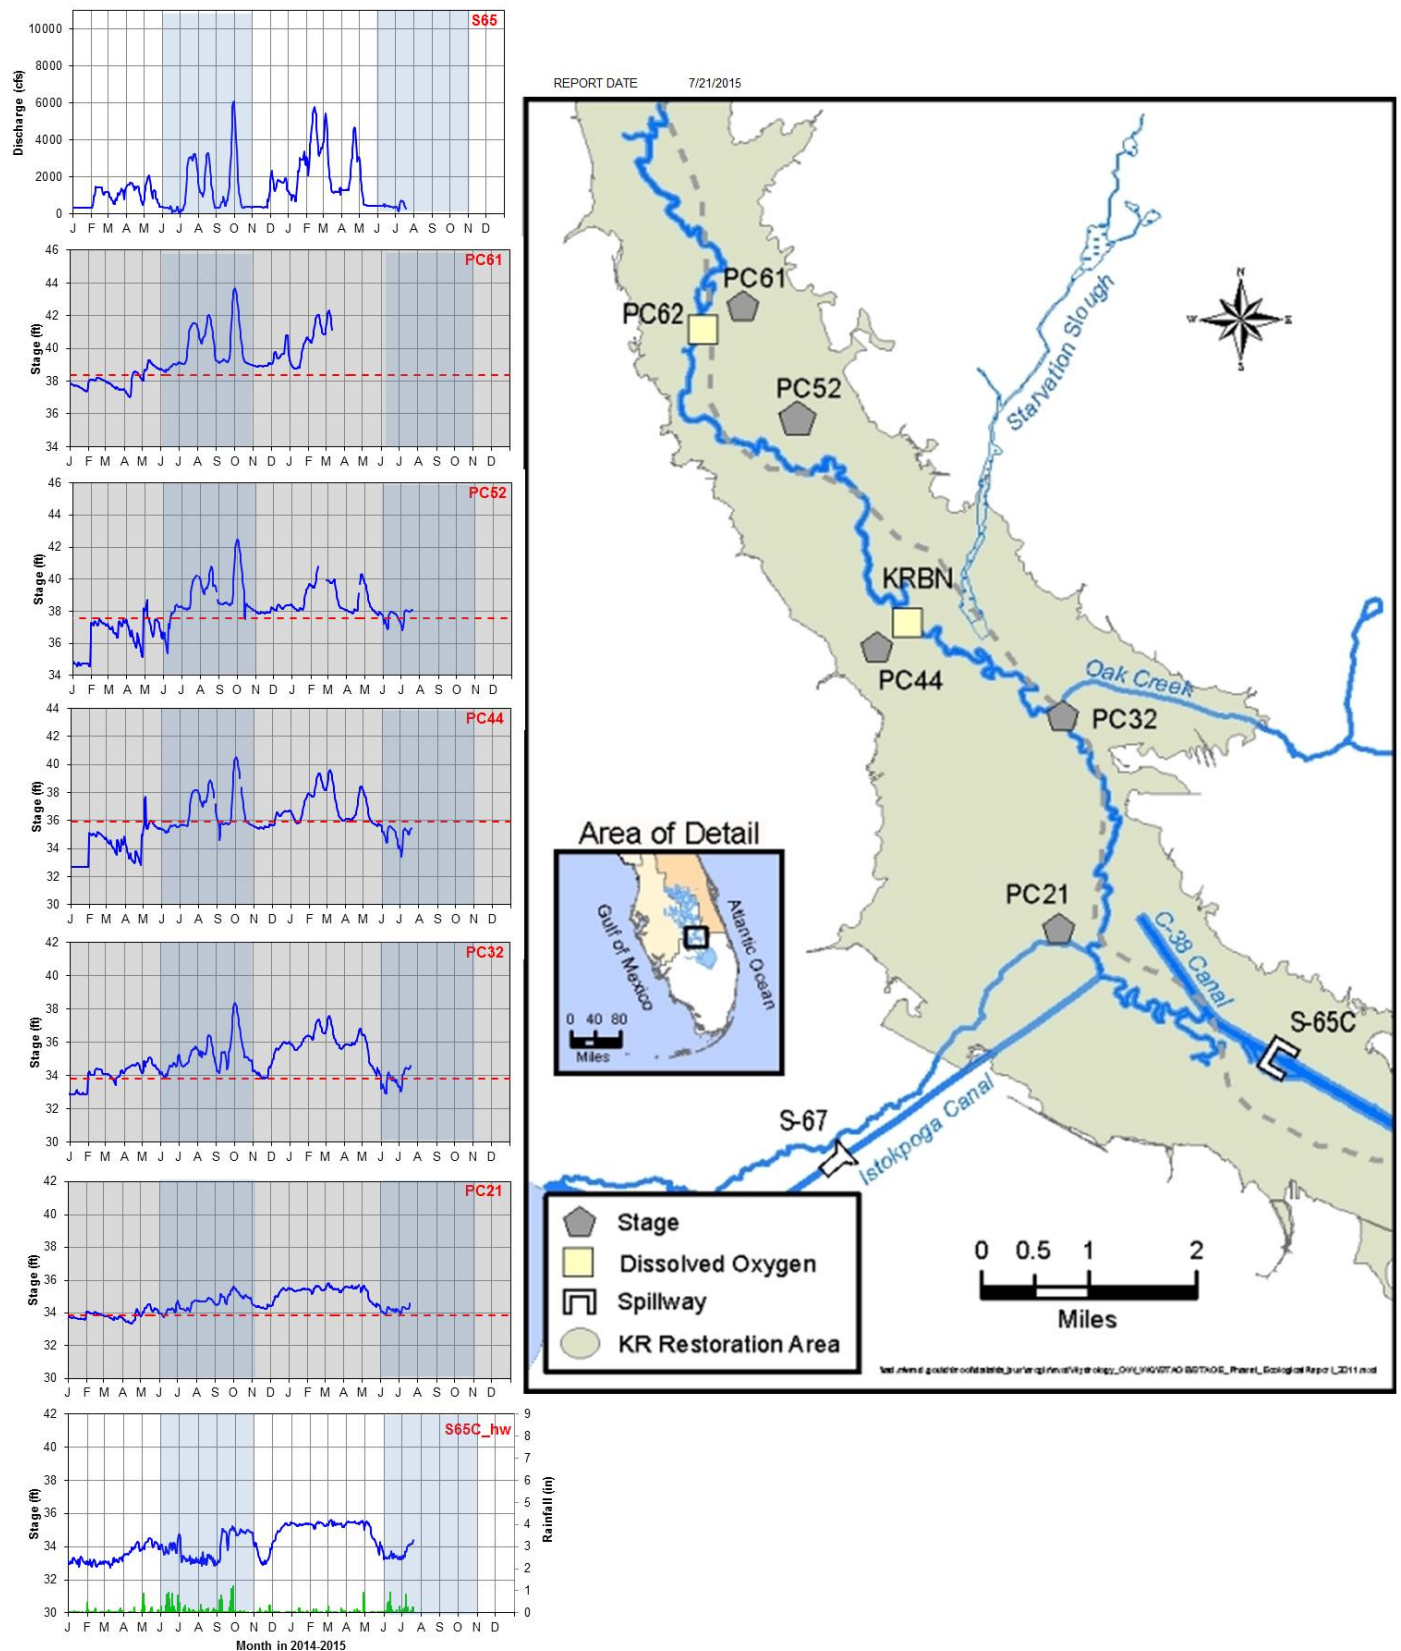 S65
10000
8000
6000
4000
2000
0
Discharge (cfs)
J F M A M J J A S O N D J F M A M J J A S O N D
PC61
46
44
42
40
38
36
34
Stage (ft)
J F M A M J J A S O N D J F M A M J J A S O N D
PC52
46
44
42
40
38
36
34
Stage (ft)
J F M A M J J A S O N D J F M A M J J A S O N D
PC44
44
42
40
38
36
34
32
30
Stage (ft)
J F M A M J J A S O N D J F M A M J J A S O N D
PC32
42
40
38
36
34
32
30
Stage (ft)
J F M A M J J A S O N D J F M A M J J A S O N D
PC21
42
40
38
36
34
32
30
Stage (ft)
J F M A M J J A S O N D J F M A M J J A S O N D
S65C_hw
42
40
38
36
34
32
30
Stage (ft)
9
8
7
6
5
4
3
2
1
0
Rainfall (in)
J F M A M J J A S O N D J F M A M J J A S O N D
Month in 2014-2015
REPORT DATE 7/21/2015
PC61
PC62
PC52
Starvation Slough
N
W E
S
KRBN
PC44
Oak Creek
PC32
Area of Detail
Gulf of Mexico
Atlantic Ocean
0 40 80
Miles
PC21
C-38 Canal
S-65C
S-67
Istokpoga Canal
Stage
Dissolved Oxygen
Spillway
KR Restoration Area
0 0.5 1 2
Miles